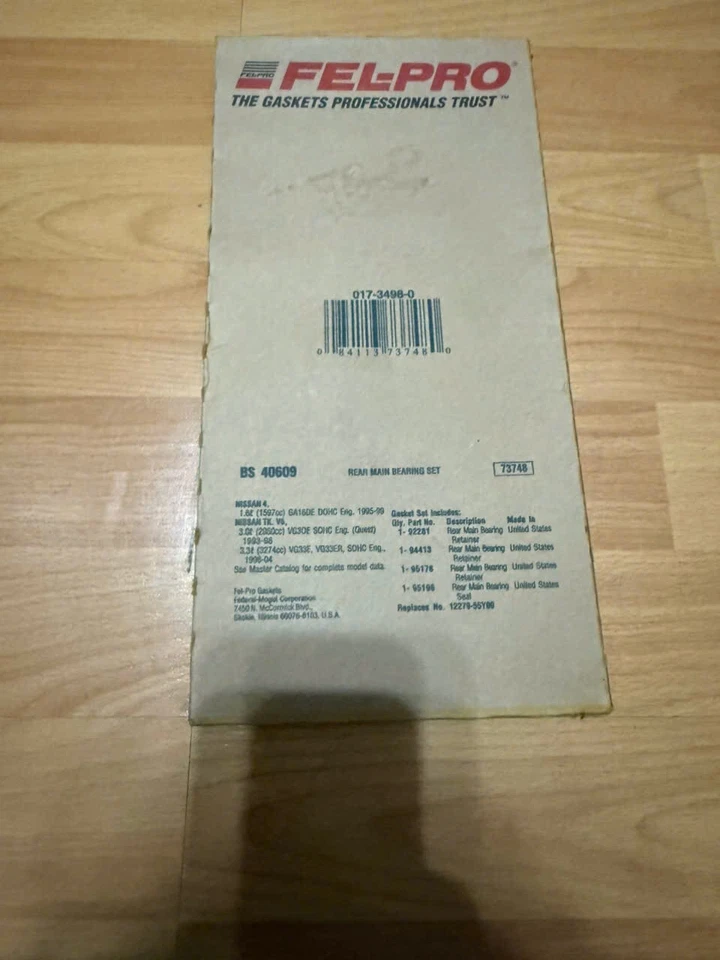 FEL-PRO
FEL-PRO®
THE GASKETS PROFESSIONALS TRUST™
017-3498-0
0 84113 73748 0
BS 40609 REAR MAIN BEARING SET 73748
NISSAN 4,
1.6ℓ (1597cc) GA16DE DOHC Eng. 1995-99
NISSAN TK. V6,
3.0ℓ (2960cc) VG30E SOHC Eng. (Quest)
1993-98
3.3ℓ (3274cc) VG33E, VG33ER, SOHC Eng.,
1996-04
See Master Catalog for complete model data.
Fel-Pro Gaskets
Federal-Mogul Corporation
7450 N. McCormick Blvd.,
Skokie, Illinois 60076-8103, U.S.A.
Gasket Set Includes:
Qty. Part No. Description Made In
1- 92281 Rear Main Bearing United States
Retainer
1- 94413 Rear Main Bearing United States
Retainer
1- 95176 Rear Main Bearing United States
Retainer
1- 95196 Rear Main Bearing United States
Seal
Replaces No. 12279-55Y00